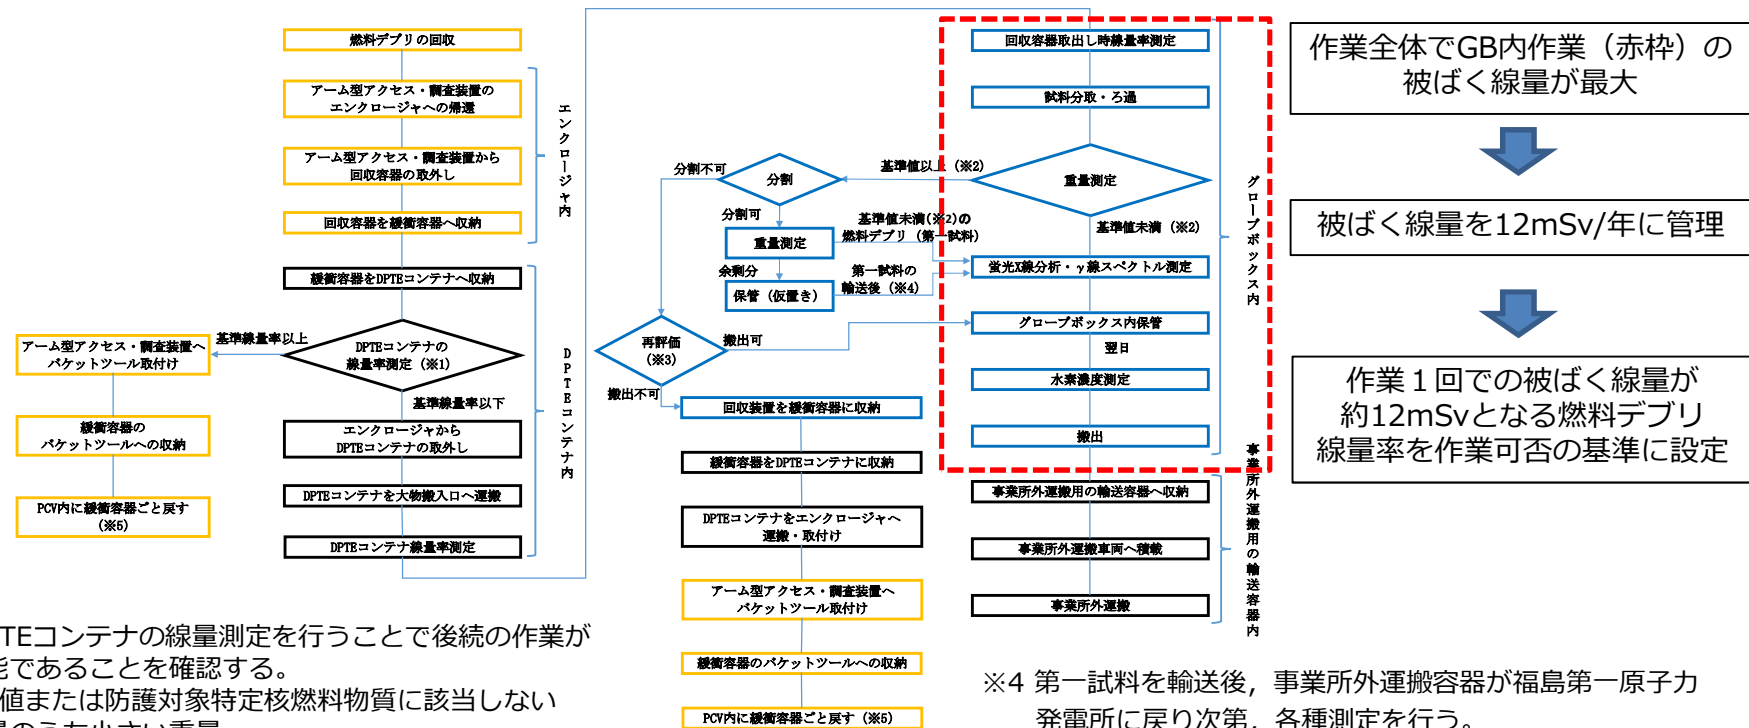 燃料デブリの回収
アーム型アクセス・調査装置の
エンクロージャへの帰還
アーム型アクセス・調査装置から
回収容器の取外し
回収容器を緩衝容器へ収納
エンクロージャ内
緩衝容器をDPTEコンテナへ収納
DPTEコンテナの
線量率測定（※1）
基準線量率以上
アーム型アクセス・調査装置へ
バケットツール取付け
緩衝容器の
バケットツールへの収納
PCV内に緩衝容器ごと戻す
（※5）
基準線量率以下
エンクロージャから
DPTEコンテナの取外し
DPTEコンテナを大物搬入口へ運搬
DPTEコンテナ線量率測定
DPTEコンテナ内
回収容器取出し時線量率測定
試料分取・ろ過
重量測定
基準値以上（※2）
分割
分割不可
分割可
重量測定
基準値未満(※2)の
燃料デブリ（第一試料）
余剰分
保管（仮置き）
第一試料の
輸送後（※4）
基準値未満（※2）
蛍光X線分析・γ線スペクトル測定
再評価
（※3）
搬出可
搬出不可
グローブボックス内保管
翌日
水素濃度測定
搬出
グローブボックス内
回収装置を緩衝容器に収納
緩衝容器をDPTEコンテナに収納
DPTEコンテナをエンクロージャへ
運搬・取付け
アーム型アクセス・調査装置へ
バケットツール取付け
緩衝容器のバケットツールへの収納
PCV内に緩衝容器ごと戻す（※5）
事業所外運搬用の輸送容器へ収納
事業所外運搬車両へ積載
事業所外運搬
事業所外運搬用の輸送容器内
作業全体でGB内作業（赤枠）の
被ばく線量が最大
被ばく線量を12mSv/年に管理
作業１回での被ばく線量が
約12mSvとなる燃料デブリ
線量率を作業可否の基準に設定
TEコンテナの線量測定を行うことで後続の作業が
能であることを確認する。
値または防護対象特定核燃料物質に該当しない
量のうち小さい重量
※4 第一試料を輸送後，事業所外運搬容器が福島第一原子力
発電所に戻り次第，各種測定を行う。